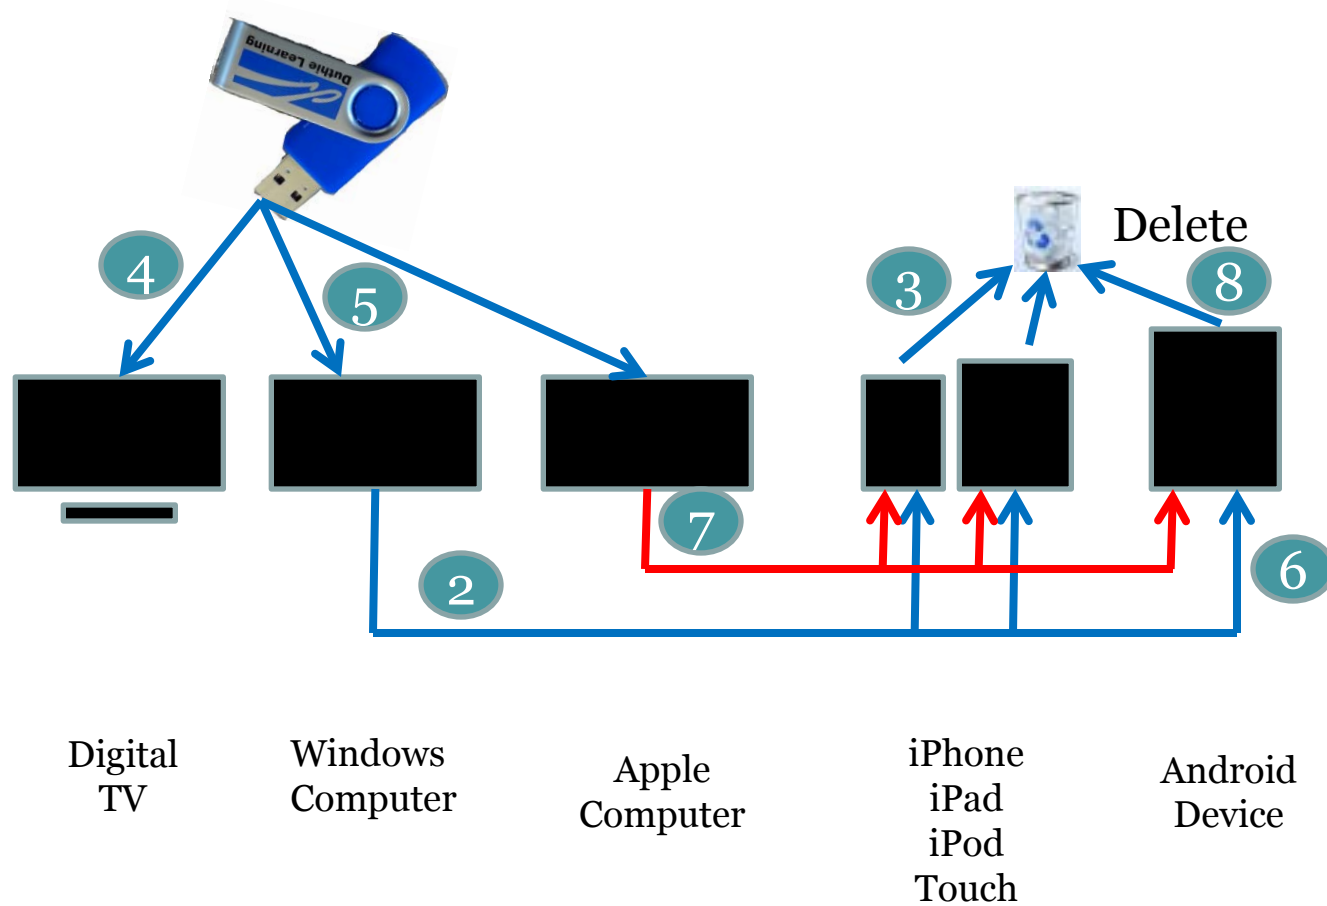 Duthie Learning
Delete
4
5
3
8
7
2
6
Digital
TV
Windows
Computer
Apple
Computer
iPhone
iPad
iPod
Touch
Android
Device